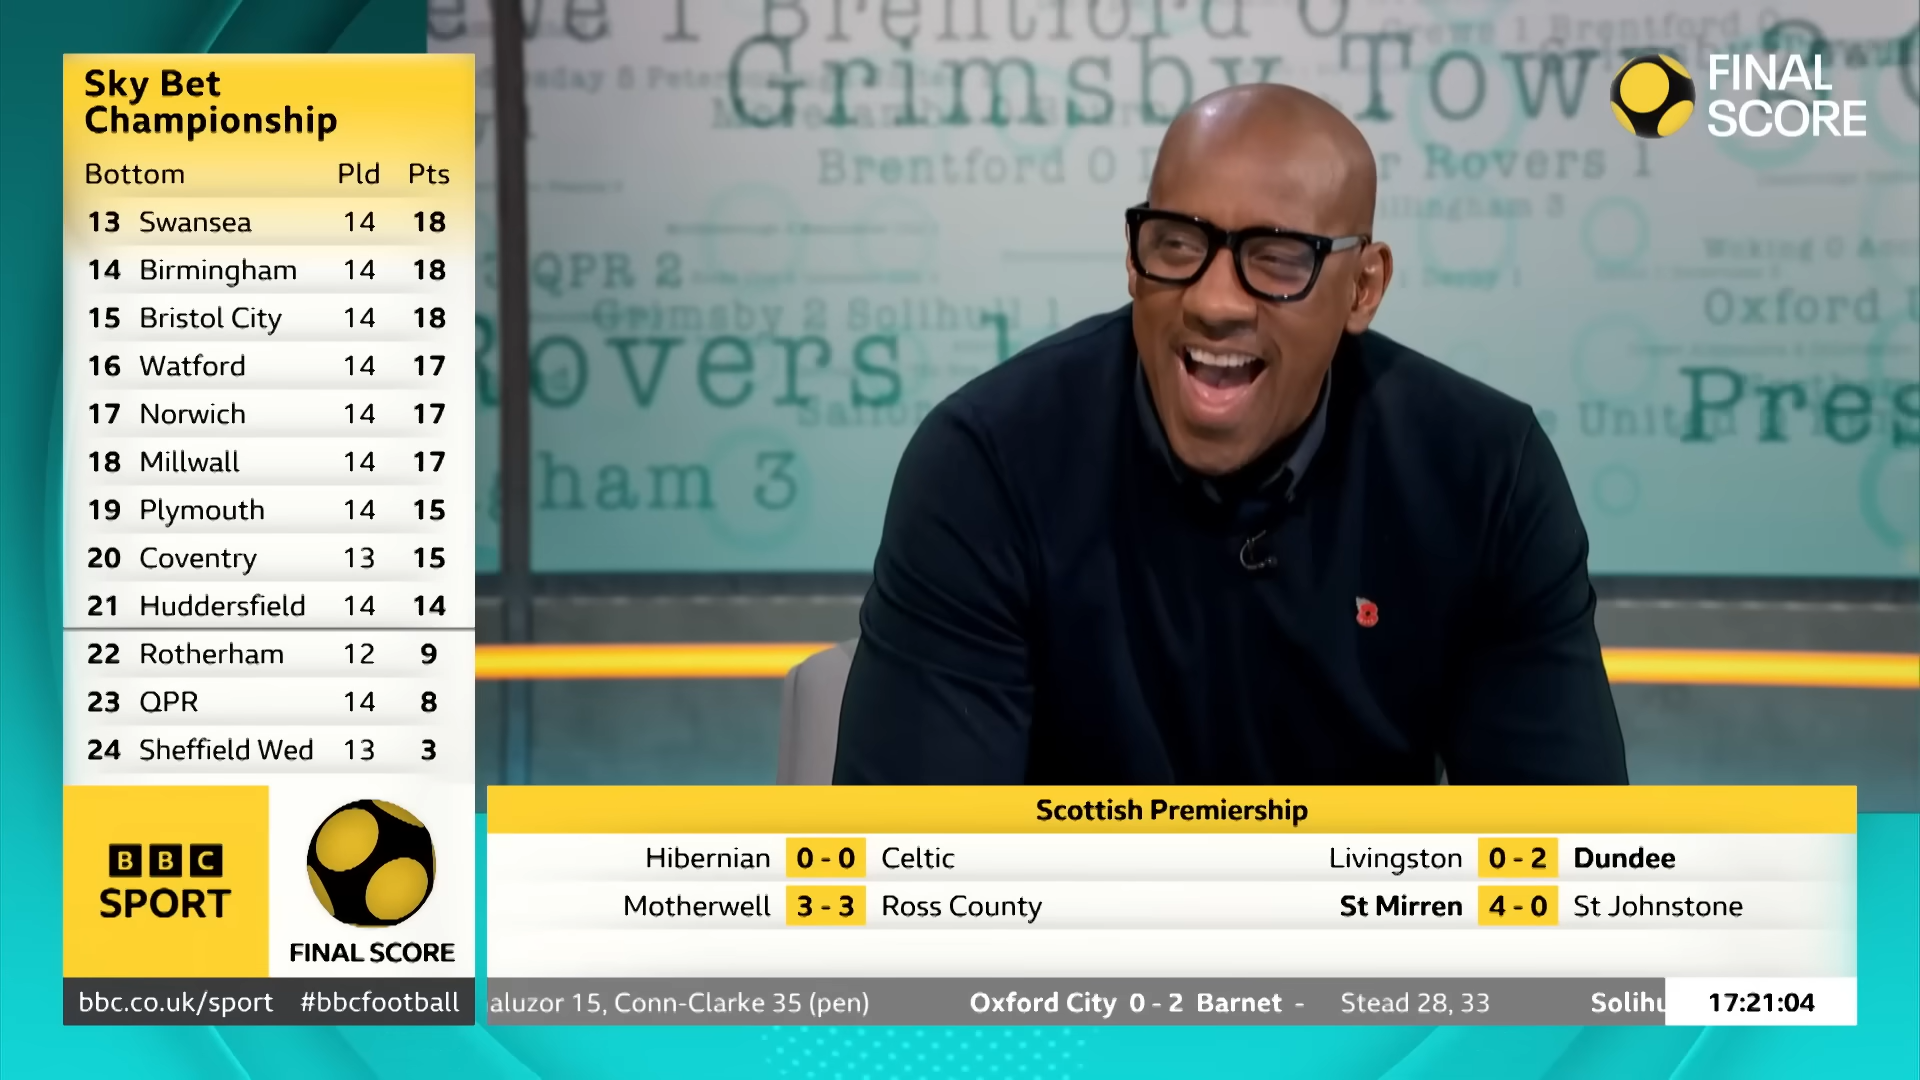 Sky Bet
Championship
Bottom Pld Pts
13 Swansea 14 18
14 Birmingham 14 18
15 Bristol City 14 18
16 Watford 14 17
17 Norwich 14 17
18 Millwall 14 17
19 Plymouth 14 15
20 Coventry 13 15
21 Huddersfield 14 14
22 Rotherham 12 9
23 QPR 14 8
24 Sheffield Wed 13 3
BBC
SPORT
FINAL SCORE
bbc.co.uk/sport #bbcfootball
FINAL
SCORE
Brentford 0
Grimsby Tow
Brentford 0
Rovers 1
QPR 2
Grimsby 2 Solihull 1
Rovers 1
Oxford
Pres
ham 3
Scottish Premiership
Hibernian 0 - 0 Celtic Livingston 0 - 2 Dundee
Motherwell 3 - 3 Ross County St Mirren 4 - 0 St Johnstone
aluzor 15, Conn-Clarke 35 (pen) Oxford City 0 - 2 Barnet - Stead 28, 33 Solihu 17:21:04